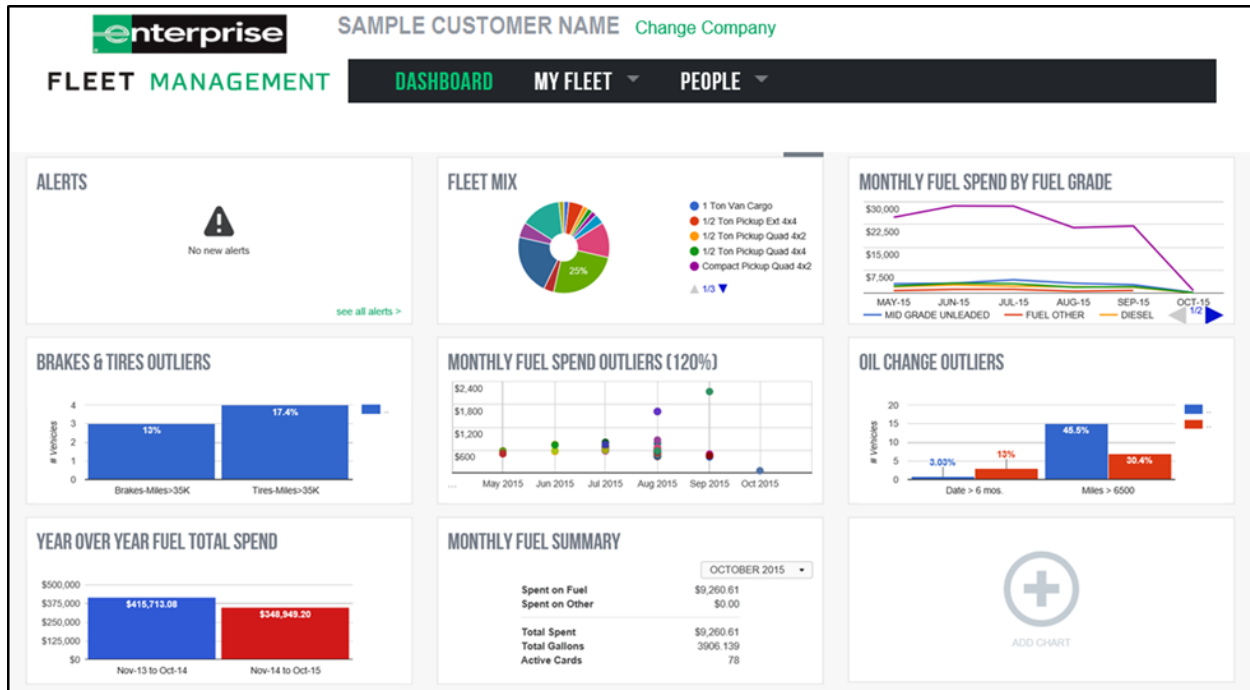 enterprise
FLEET MANAGEMENT
SAMPLE CUSTOMER NAME Change Company
DASHBOARD MY FLEET PEOPLE
ALERTS
No new alerts
see all alerts >
FLEET MIX
25%
1 Ton Van Cargo
1/2 Ton Pickup Ext 4x4
1/2 Ton Pickup Quad 4x2
1/2 Ton Pickup Quad 4x4
Compact Pickup Quad 4x2
1/3
MONTHLY FUEL SPEND BY FUEL GRADE
$30,000
$22,500
$15,000
$7,500
MAY-15 JUN-15 JUL-15 AUG-15 SEP-15 OCT-15
MID GRADE UNLEADED FUEL OTHER DIESEL 1/2
BRAKES & TIRES OUTLIERS
# Vehicles
4
3
2
1
0
13%
17.4%
...
Brakes-Miles>35K Tires-Miles>35K
MONTHLY FUEL SPEND OUTLIERS (120%)
$2,400
$1,800
$1,200
$600
... May 2015 Jun 2015 Jul 2015 Aug 2015 Sep 2015 Oct 2015
OIL CHANGE OUTLIERS
# Vehicles
20
15
10
5
0
3.03%
13%
45.5%
30.4%
...
...
Date > 6 mos. Miles > 6500
YEAR OVER YEAR FUEL TOTAL SPEND
$500,000
$375,000
$250,000
$125,000
$0
$415,713.08
$348,949.20
Nov-13 to Oct-14 Nov-14 to Oct-15
MONTHLY FUEL SUMMARY
OCTOBER 2015
Spent on Fuel $9,260.61
Spent on Other $0.00
Total Spent $9,260.61
Total Gallons 3906.139
Active Cards 78
ADD CHART